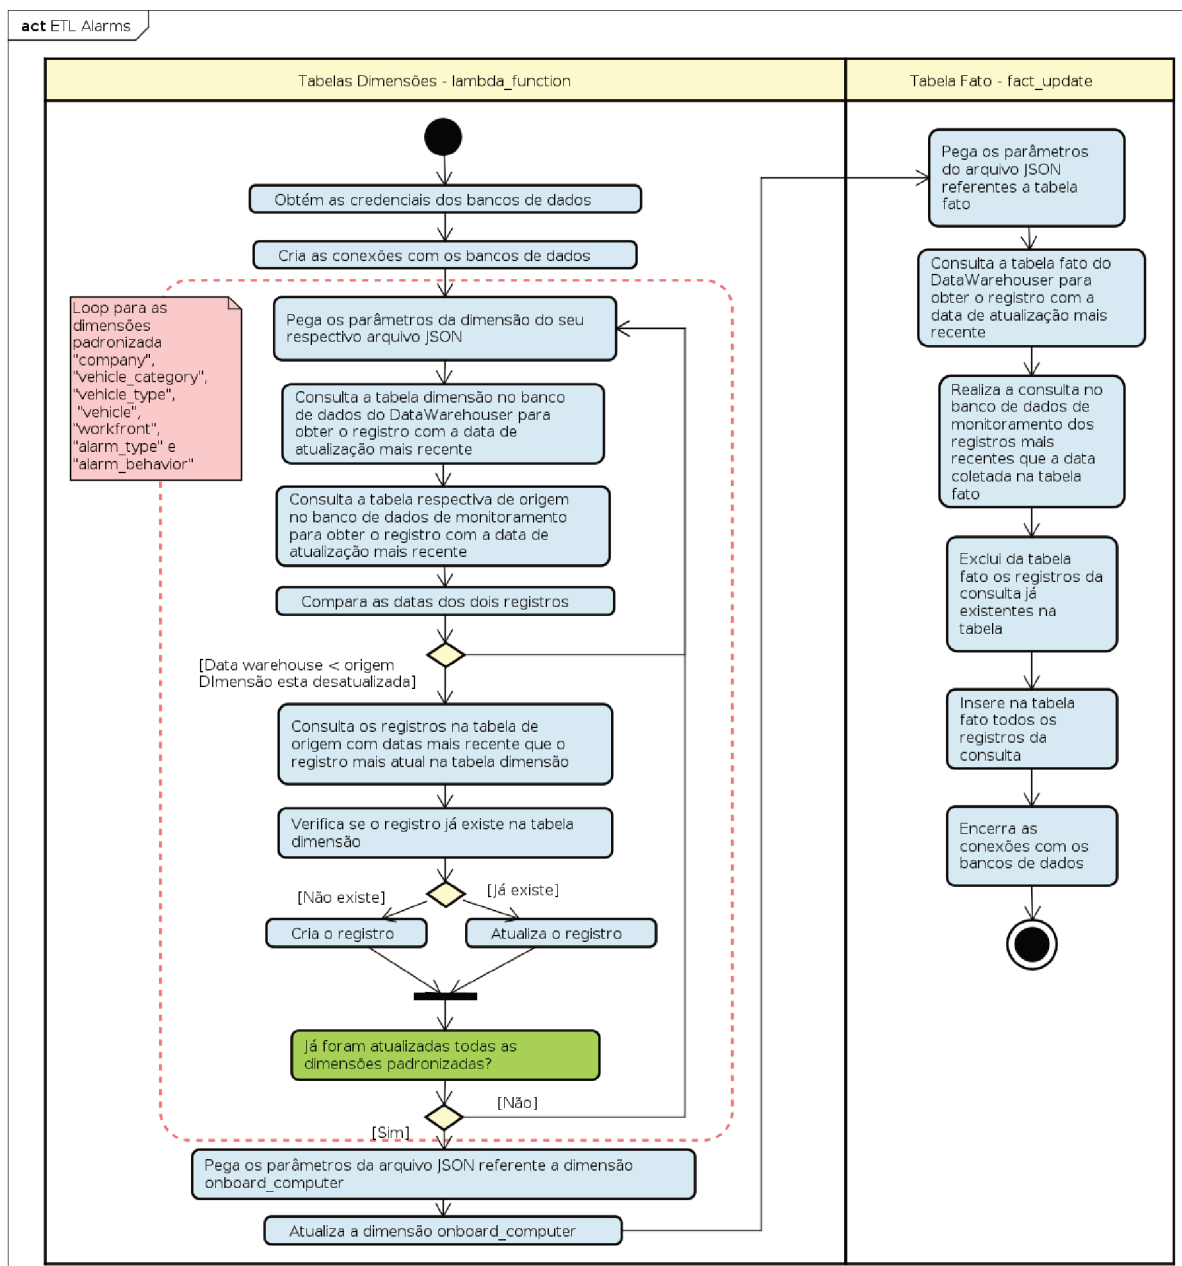 act ETL Alarms
Tabelas Dimensões - lambda_function
Obtém as credenciais dos bancos de dados
Cria as conexões com os bancos de dados
Loop para as
dimensões
padronizada
"company",
"vehicle_category",
"vehicle_type",
"vehicle",
"workfront",
"alarm_type" e
"alarm_behavior"
Pega os parâmetros da dimensão do seu
respectivo arquivo JSON
Consulta a tabela dimensão no banco
de dados do DataWarehouser para
obter o registro com a data de
atualização mais recente
Consulta a tabela respectiva de origem
no banco de dados de monitoramento
para obter o registro com a data de
atualização mais recente
Compara as datas dos dois registros
[Data warehouse < origem
DImensão esta desatualizada]
Consulta os registros na tabela de
origem com datas mais recente que o
registro mais atual na tabela dimensão
Verifica se o registro já existe na tabela
dimensão
[Não existe]
[Já existe]
Cria o registro
Atualiza o registro
Já foram atualizadas todas as
dimensões padronizadas?
[Não]
[Sim]
Pega os parâmetros da arquivo JSON referente a dimensão
onboard_computer
Atualiza a dimensão onboard_computer
Tabela Fato - fact_update
Pega os parâmetros
do arquivo JSON
referentes a tabela
fato
Consulta a tabela fato do
DataWarehouser para
obter o registro com a
data de atualização mais
recente
Realiza a consulta no
banco de dados de
monitoramento dos
registros mais
recentes que a data
coletada na tabela
fato
Exclui da tabela
fato os registros da
consulta já
existentes na
tabela
Insere na tabela
fato todos os
registros da
consulta
Encerra as
conexões com os
bancos de dados